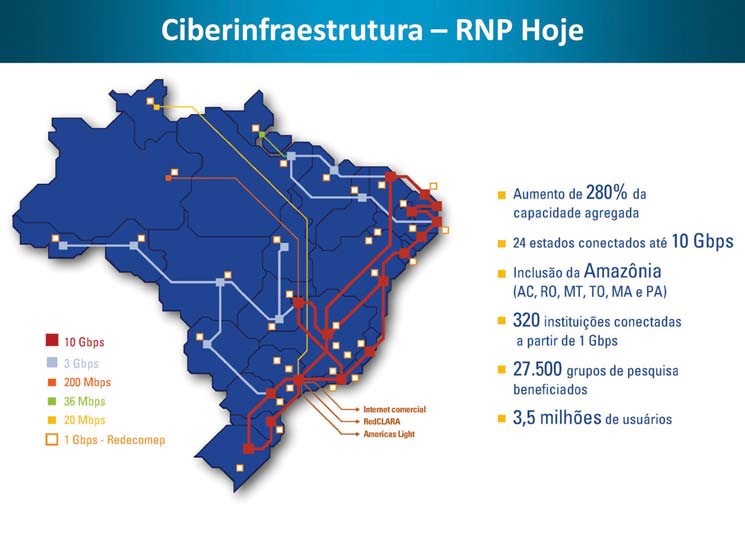 Ciberinfraestrutura – RNP Hoje
Aumento de 280% da
capacidade agregada
24 estados conectados até 10 Gbps
Inclusão da Amazônia
(AC, RO, MT, TO, MA e PA)
320 instituições conectadas
a partir de 1 Gbps
27.500 grupos de pesquisa
beneficiados
3,5 milhões de usuários
10 Gbps
3 Gbps
200 Mbps
36 Mbps
20 Mbps
1 Gbps - Redecomep
Internet comercial
RedCLARA
Americas Light